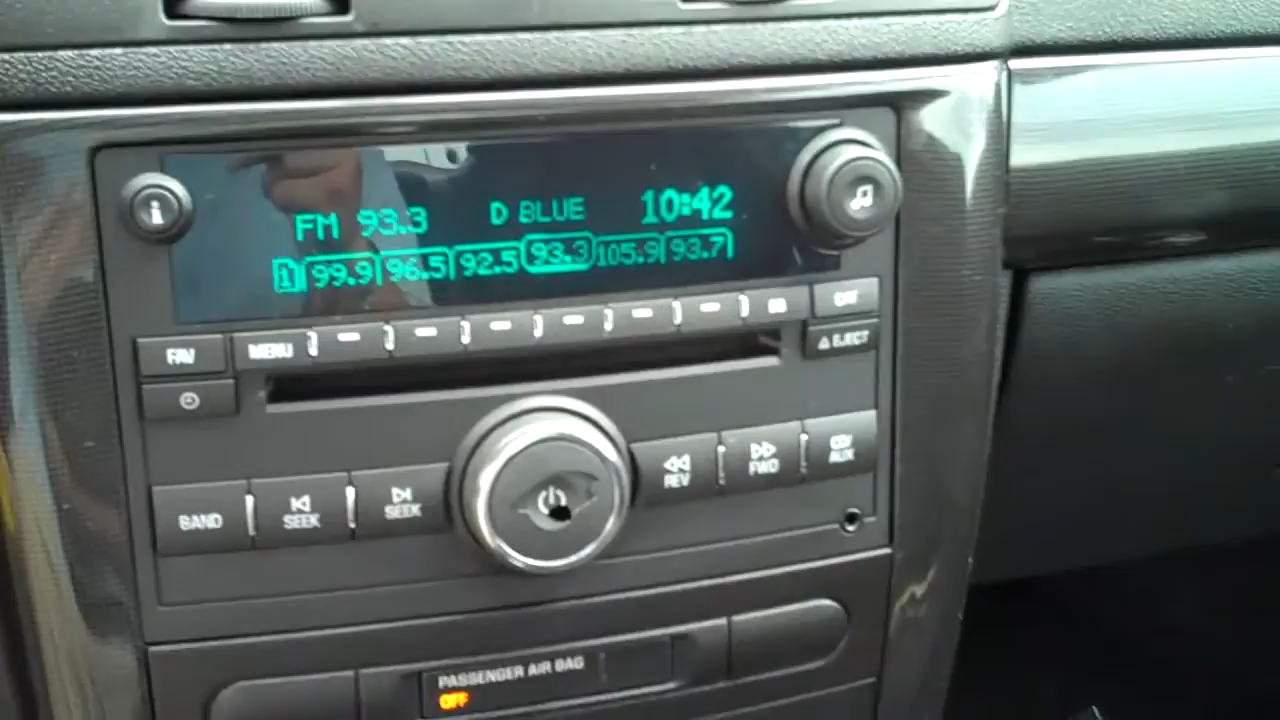 FM 93.3 D BLUE 10:42
1 99.9 96.5 92.5 93.3 105.9 93.7
FAV MENU CAT
EJECT
BAND SEEK SEEK REV FWD CD/
AUX
PASSENGER AIR BAG
OFF